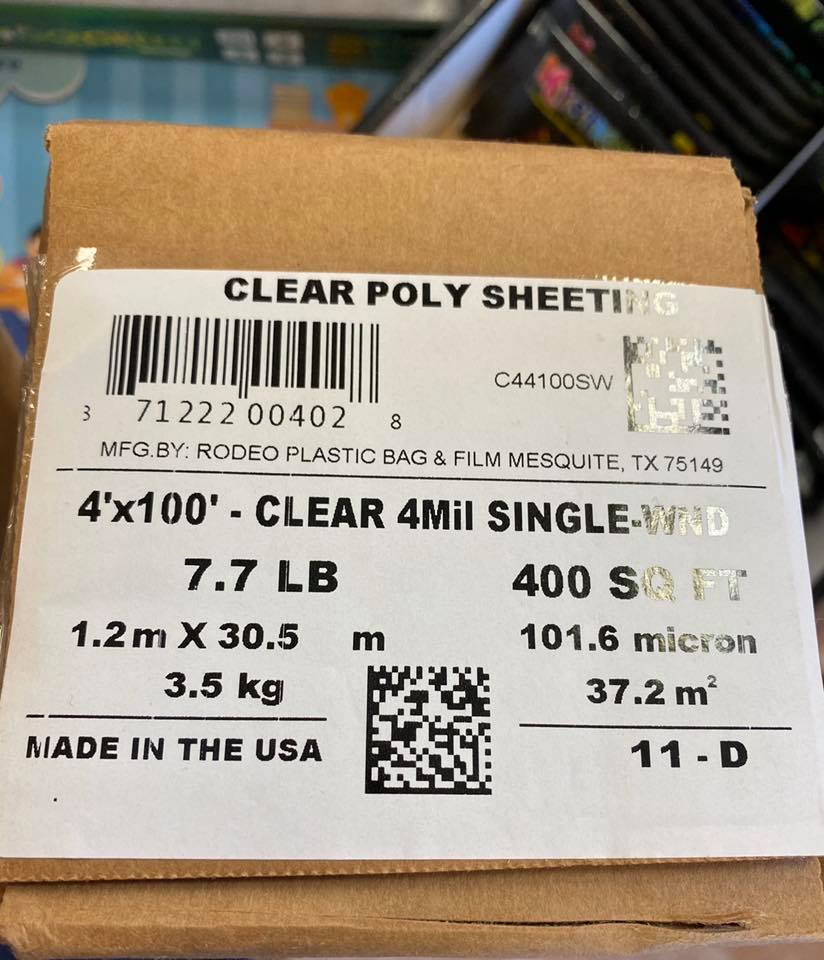 CLEAR POLY SHEETING
C44100SW
3 71222 00402 8
MFG.BY: RODEO PLASTIC BAG & FILM MESQUITE, TX 75149
4'x100' - CLEAR 4Mil SINGLE-WND
7.7 LB 400 SQ FT
1.2m X 30.5 m 101.6 micron
3.5 kg 37.2 m²
MADE IN THE USA 11 - D